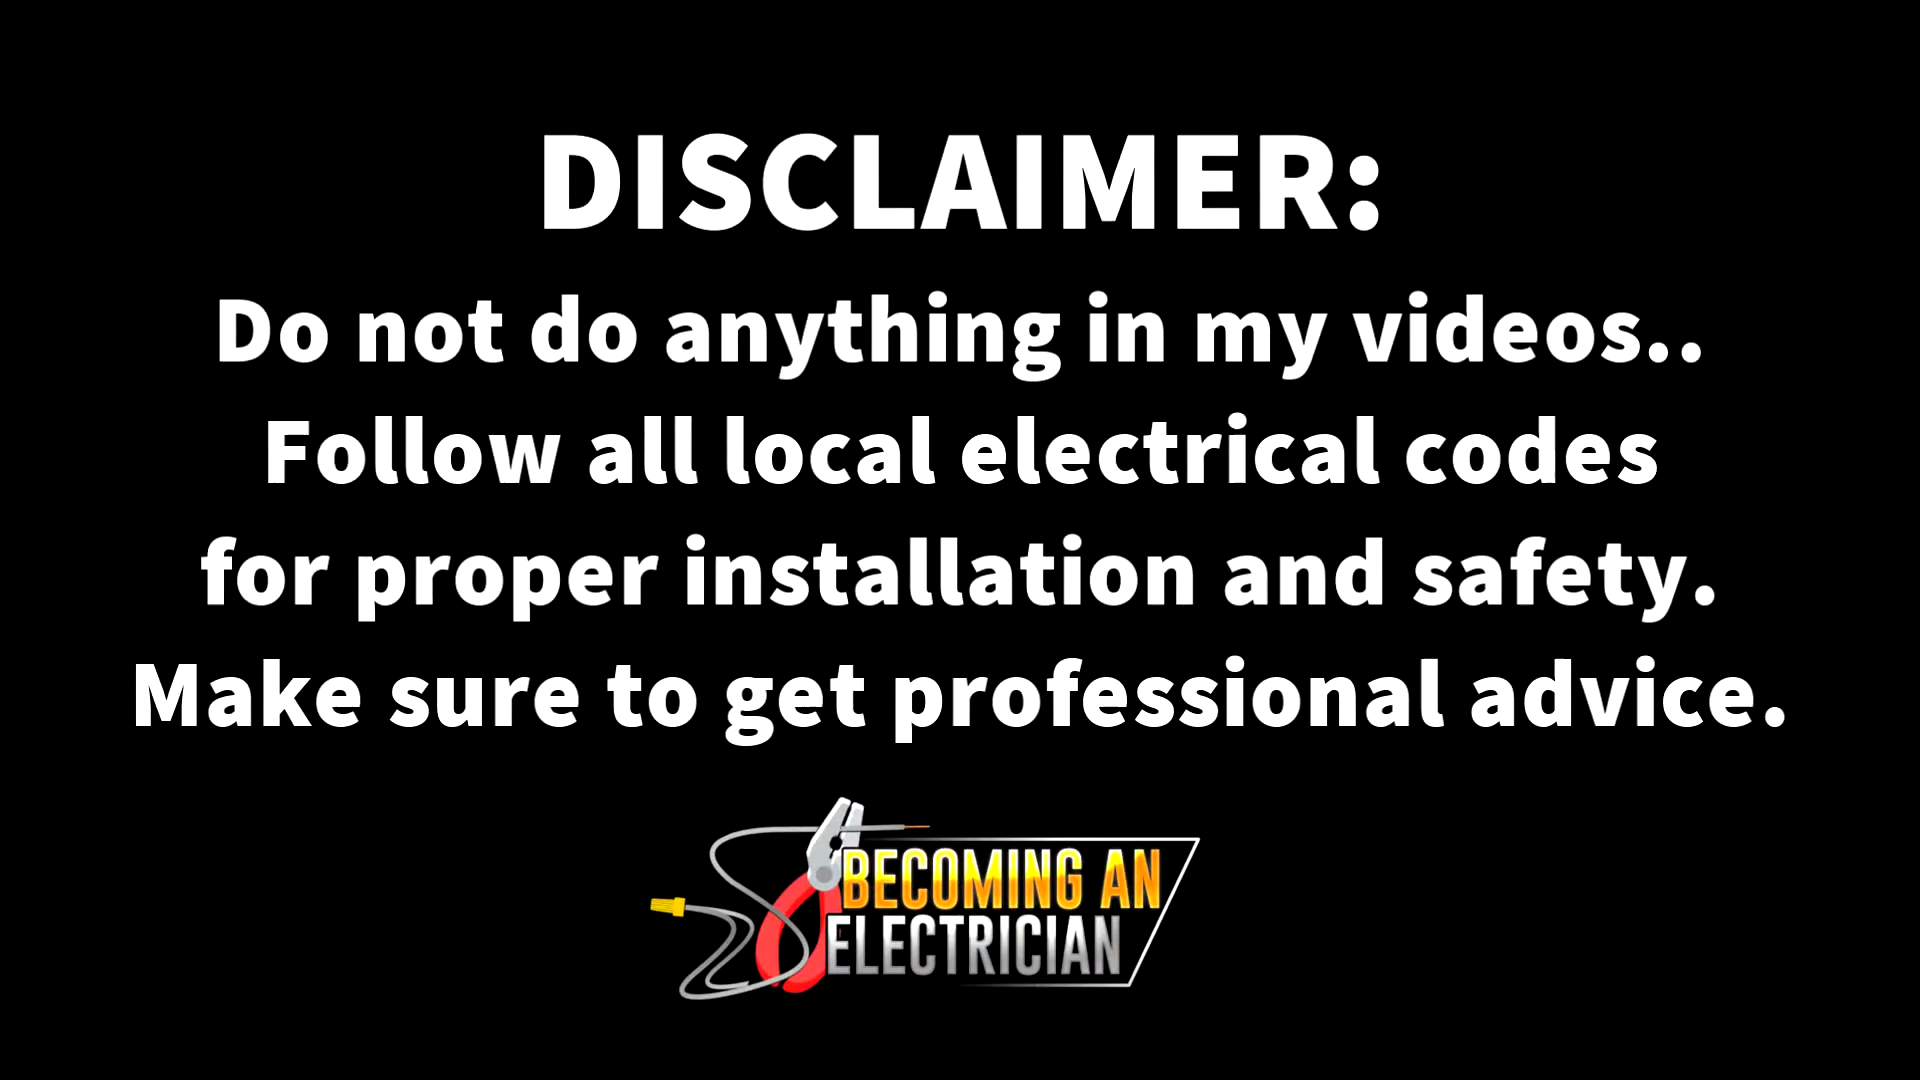 DISCLAIMER:
Do not do anything in my videos..
Follow all local electrical codes
for proper installation and safety.
Make sure to get professional advice.
BECOMING AN
ELECTRICIAN